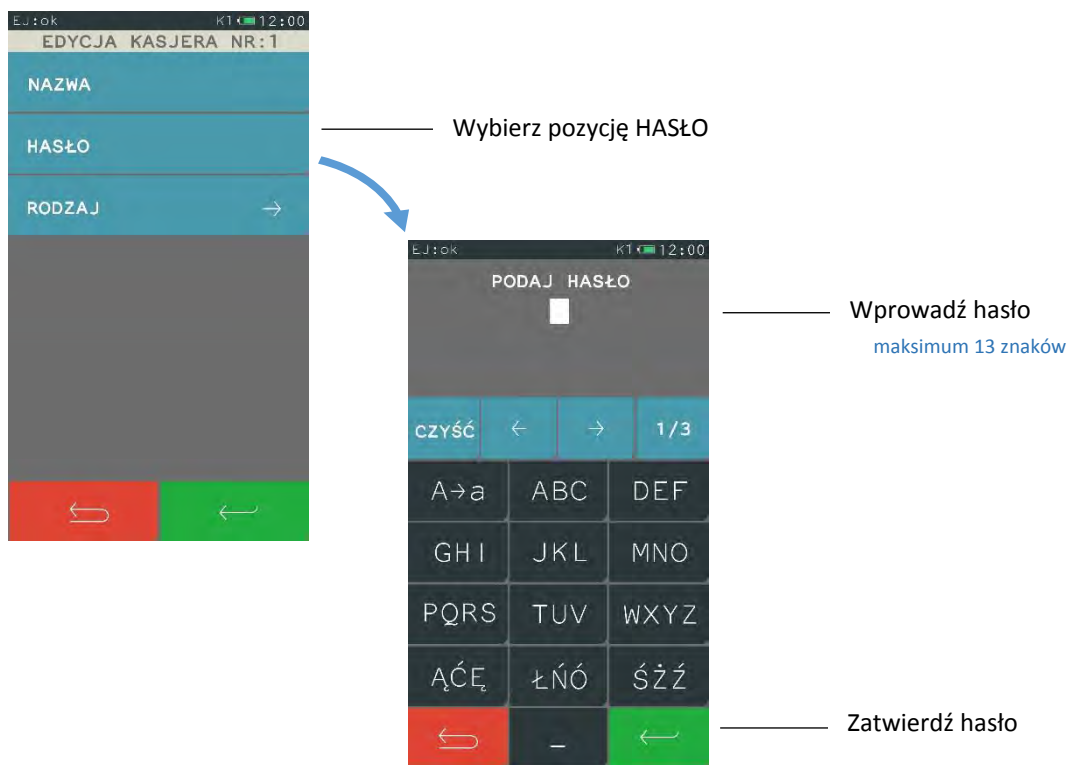 EJ:ok K1 12:00
EDYCJA KASJERA NR:1
NAZWA
HASŁO
RODZAJ →
Wybierz pozycję HASŁO
EJ:ok K1 12:00
PODAJ HASŁO
Wprowadź hasło
maksimum 13 znaków
CZYŚĆ ← → 1/3
A→a ABC DEF
GHI JKL MNO
PQRS TUV WXYZ
ĄĆĘ ŁŃÓ ŚŻŹ
_
Zatwierdź hasło